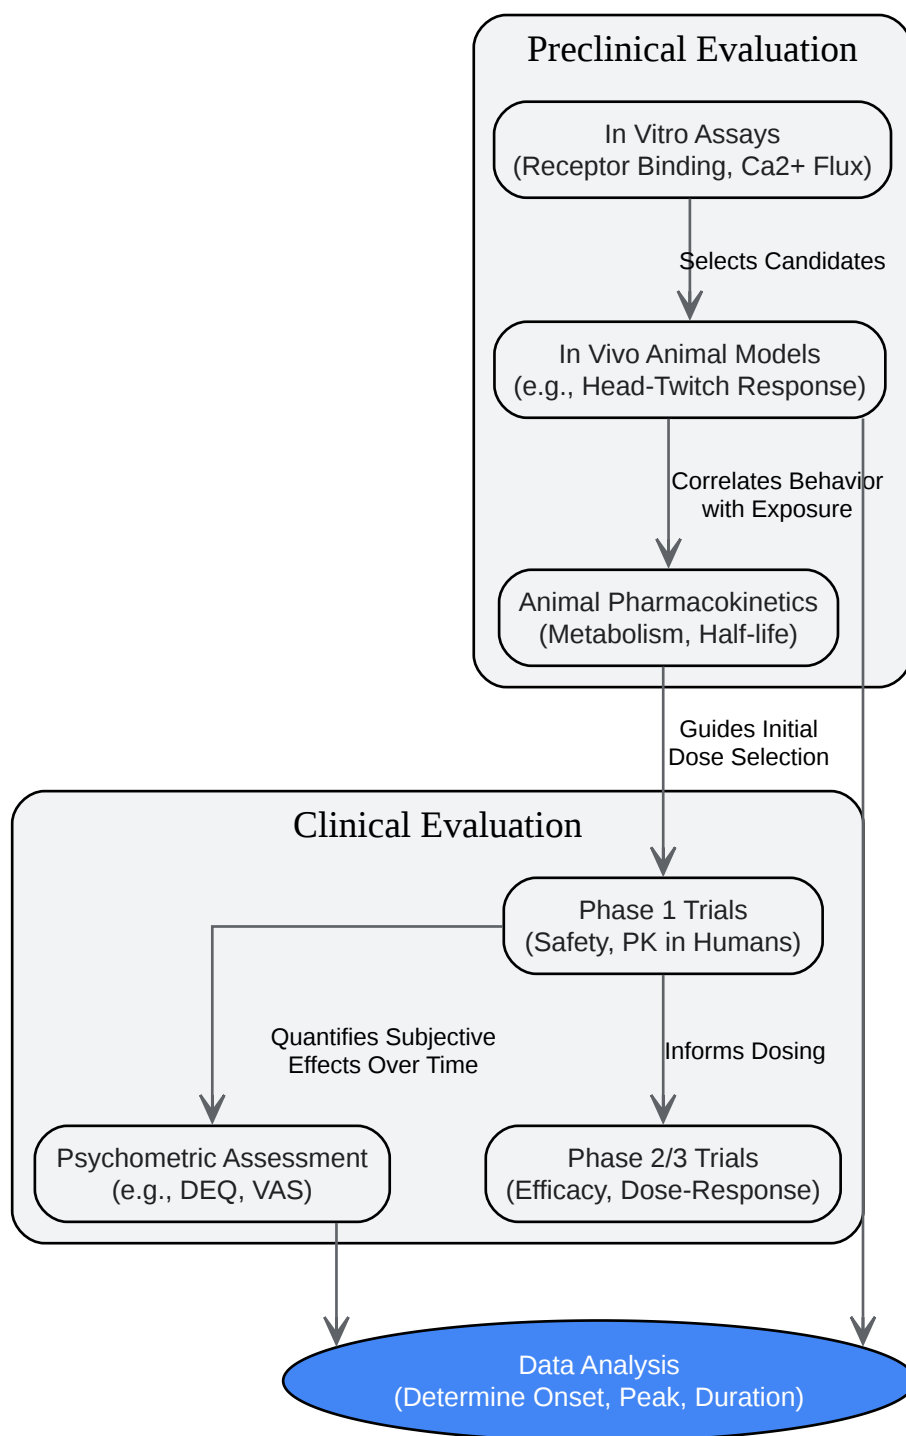 Preclinical Evaluation
In Vitro Assays
(Receptor Binding, Ca2+ Flux)
Selects Candidates
In Vivo Animal Models
(e.g., Head-Twitch Response)
Correlates Behavior
with Exposure
Animal Pharmacokinetics
(Metabolism, Half-life)
Guides Initial
Dose Selection
Clinical Evaluation
Phase 1 Trials
(Safety, PK in Humans)
Quantifies Subjective
Effects Over Time
Informs Dosing
Psychometric Assessment
(e.g., DEQ, VAS)
Phase 2/3 Trials
(Efficacy, Dose-Response)
Data Analysis
(Determine Onset, Peak, Duration)